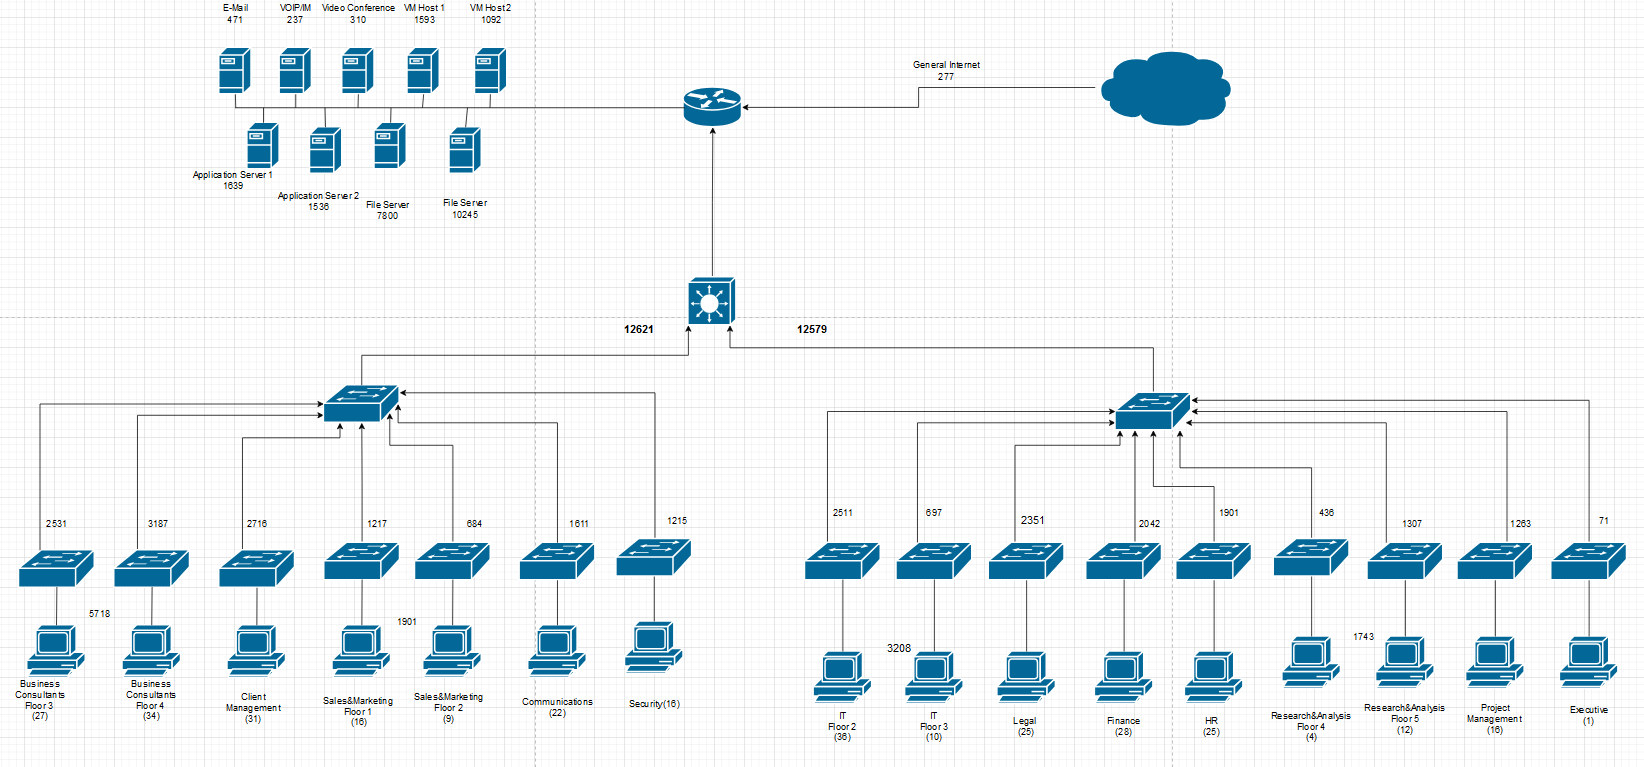 E-Mail
471
VOIP/IM
237
Video Conference
310
VM Host 1
1593
VM Host 2
1092
General Internet
277
Application Server 1
1639
Application Server 2
1536
File Server
7800
File Server
10245
12621
12579
2531
3187
2716
1217
684
1611
1215
2511
697
2351
2042
1901
436
1307
1263
71
5718
1901
3208
1743
Business
Consultants
Floor 3
(27)
Business
Consultants
Floor 4
(34)
Client
Management
(31)
Sales&Marketing
Floor 1
(16)
Sales&Marketing
Floor 2
(9)
Communications
(22)
Security(16)
IT
Floor 2
(36)
IT
Floor 3
(10)
Legal
(25)
Finance
(28)
HR
(25)
Research&Analysis
Floor 4
(4)
Research&Analysis
Floor 5
(12)
Project
Management
(16)
Executive
(1)